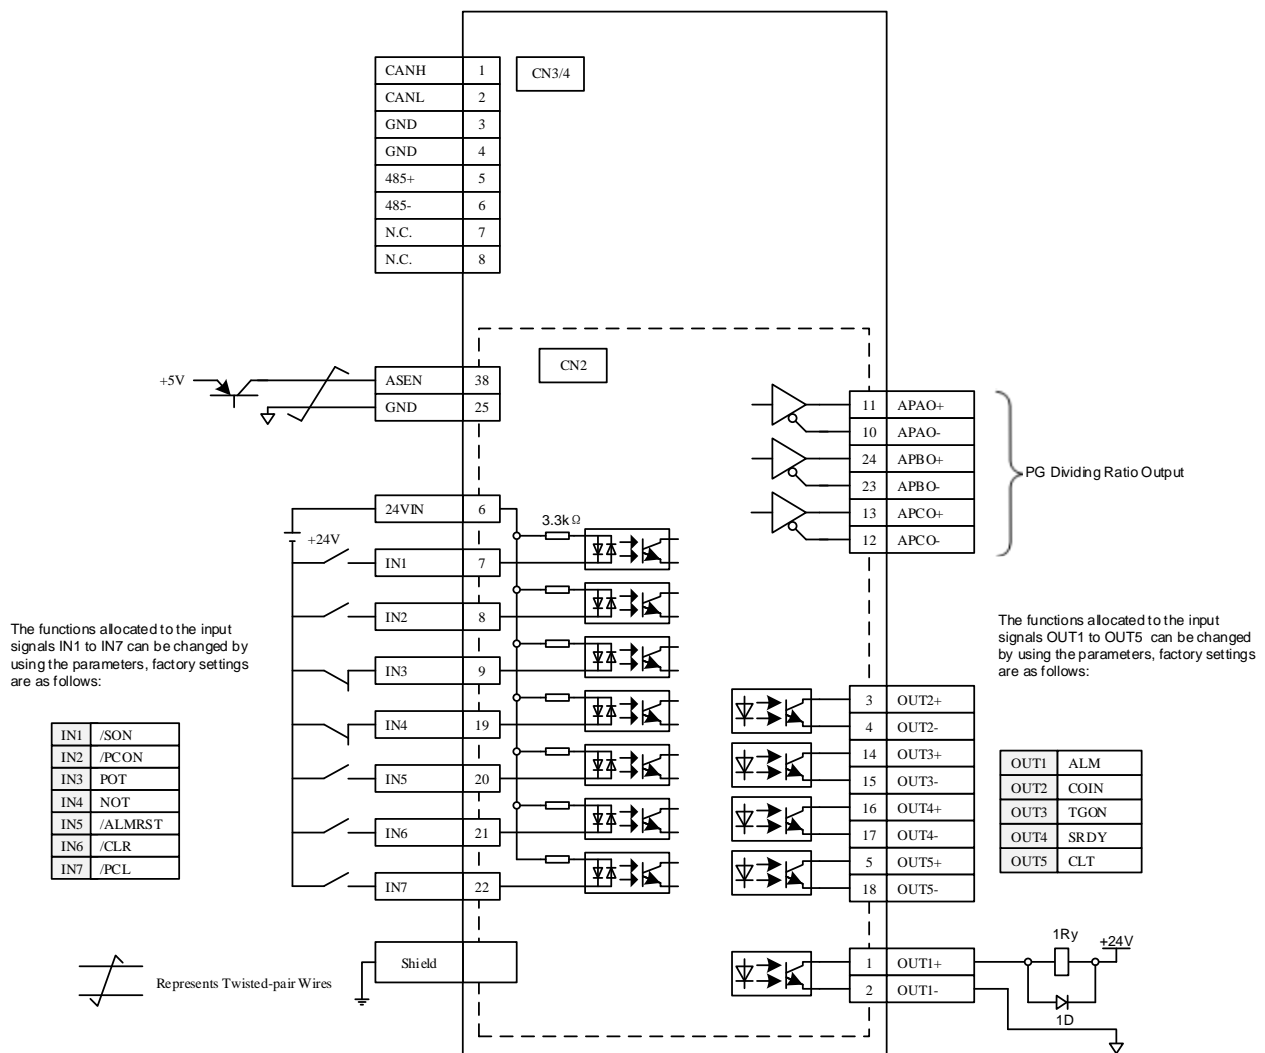 CANH 1 CN3/4
CANL 2
GND 3
GND 4
485+ 5
485- 6
N.C. 7
N.C. 8
CN2
+5V ASEN 38
GND 25
11 APAO+
10 APAO-
24 APBO+
23 APBO-
13 APCO+
12 APCO-
PG Dividing Ratio Output
24VIN 6
+24V
3.3k Ω
IN1 7
IN2 8
IN3 9
IN4 19
IN5 20
IN6 21
IN7 22
The functions allocated to the input
signals IN1 to IN7 can be changed by
using the parameters, factory settings
are as follows:
IN1 /SON
IN2 /PCON
IN3 POT
IN4 NOT
IN5 /ALMRST
IN6 /CLR
IN7 /PCL
3 OUT2+
4 OUT2-
14 OUT3+
15 OUT3-
16 OUT4+
17 OUT4-
5 OUT5+
18 OUT5-
The functions allocated to the input
signals OUT1 to OUT5 can be changed
by using the parameters, factory settings
are as follows:
OUT1 ALM
OUT2 COIN
OUT3 TGON
OUT4 SRDY
OUT5 CLT
Represents Twisted-pair Wires
Shield
1 OUT1+
2 OUT1-
1Ry
+24V
1D